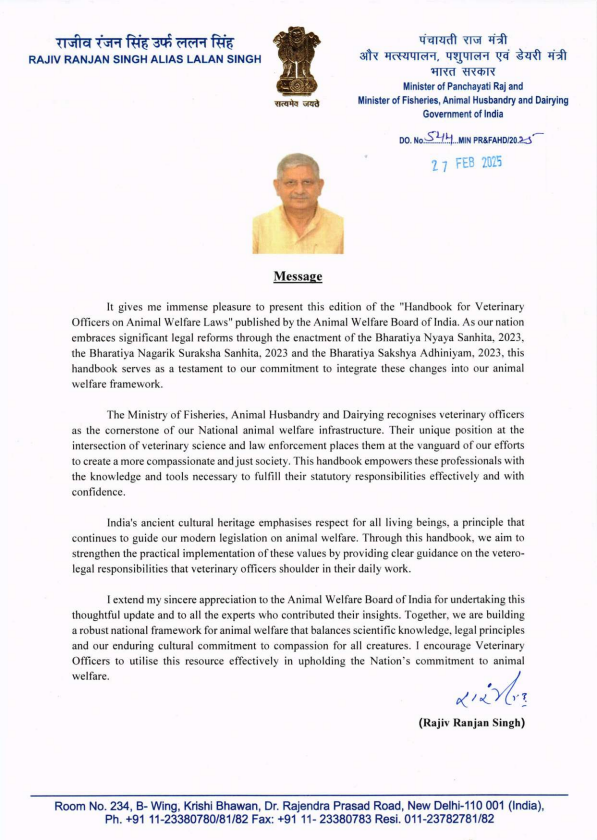 राजीव रंजन सिंह उर्फ ललन सिंह
RAJIV RANJAN SINGH ALIAS LALAN SINGH
सत्यमेव जयते
पंचायती राज मंत्री
और मत्स्यपालन, पशुपालन एवं डेयरी मंत्री
भारत सरकार
Minister of Panchayati Raj and
Minister of Fisheries, Animal Husbandry and Dairying
Government of India
DO. No. 544 MIN PR&FAHD/2025
27 FEB 2025
Message
It gives me immense pleasure to present this edition of the "Handbook for Veterinary
Officers on Animal Welfare Laws" published by the Animal Welfare Board of India. As our nation
embraces significant legal reforms through the enactment of the Bharatiya Nyaya Sanhita, 2023,
the Bharatiya Nagarik Suraksha Sanhita, 2023 and the Bharatiya Sakshya Adhiniyam, 2023, this
handbook serves as a testament to our commitment to integrate these changes into our animal
welfare framework.
The Ministry of Fisheries, Animal Husbandry and Dairying recognises veterinary officers
as the cornerstone of our National animal welfare infrastructure. Their unique position at the
intersection of veterinary science and law enforcement places them at the vanguard of our efforts
to create a more compassionate and just society. This handbook empowers these professionals with
the knowledge and tools necessary to fulfill their statutory responsibilities effectively and with
confidence.
India's ancient cultural heritage emphasises respect for all living beings, a principle that
continues to guide our modern legislation on animal welfare. Through this handbook, we aim to
strengthen the practical implementation of these values by providing clear guidance on the vetero-
legal responsibilities that veterinary officers shoulder in their daily work.
I extend my sincere appreciation to the Animal Welfare Board of India for undertaking this
thoughtful update and to all the experts who contributed their insights. Together, we are building
a robust national framework for animal welfare that balances scientific knowledge, legal principles
and our enduring cultural commitment to compassion for all creatures. I encourage Veterinary
Officers to utilise this resource effectively in upholding the Nation's commitment to animal
welfare.
(Rajiv Ranjan Singh)
Room No. 234, B- Wing, Krishi Bhawan, Dr. Rajendra Prasad Road, New Delhi-110 001 (India),
Ph. +91 11-23380780/81/82 Fax: +91 11- 23380783 Resi. 011-23782781/82